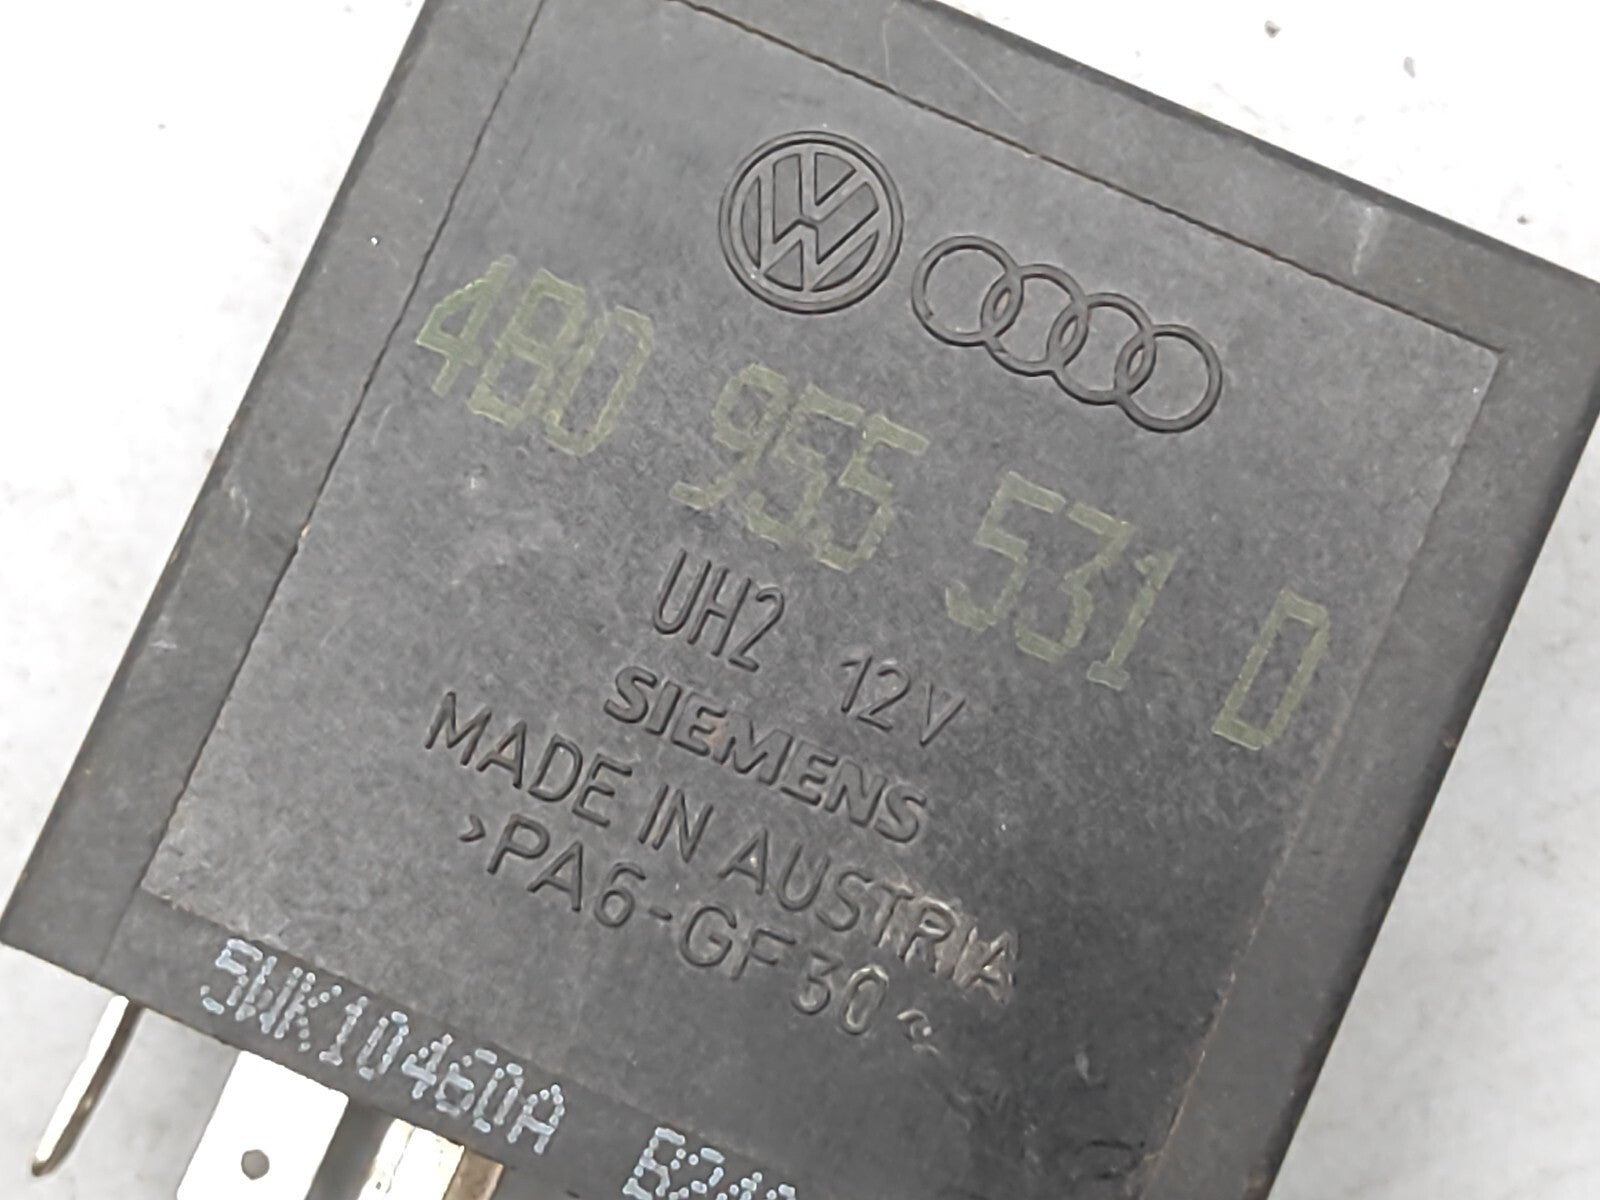 4B0 955 531 D
UH2 12V
SIEMENS
MADE IN AUSTRIA
>PA6-GF30<
5WK10460A